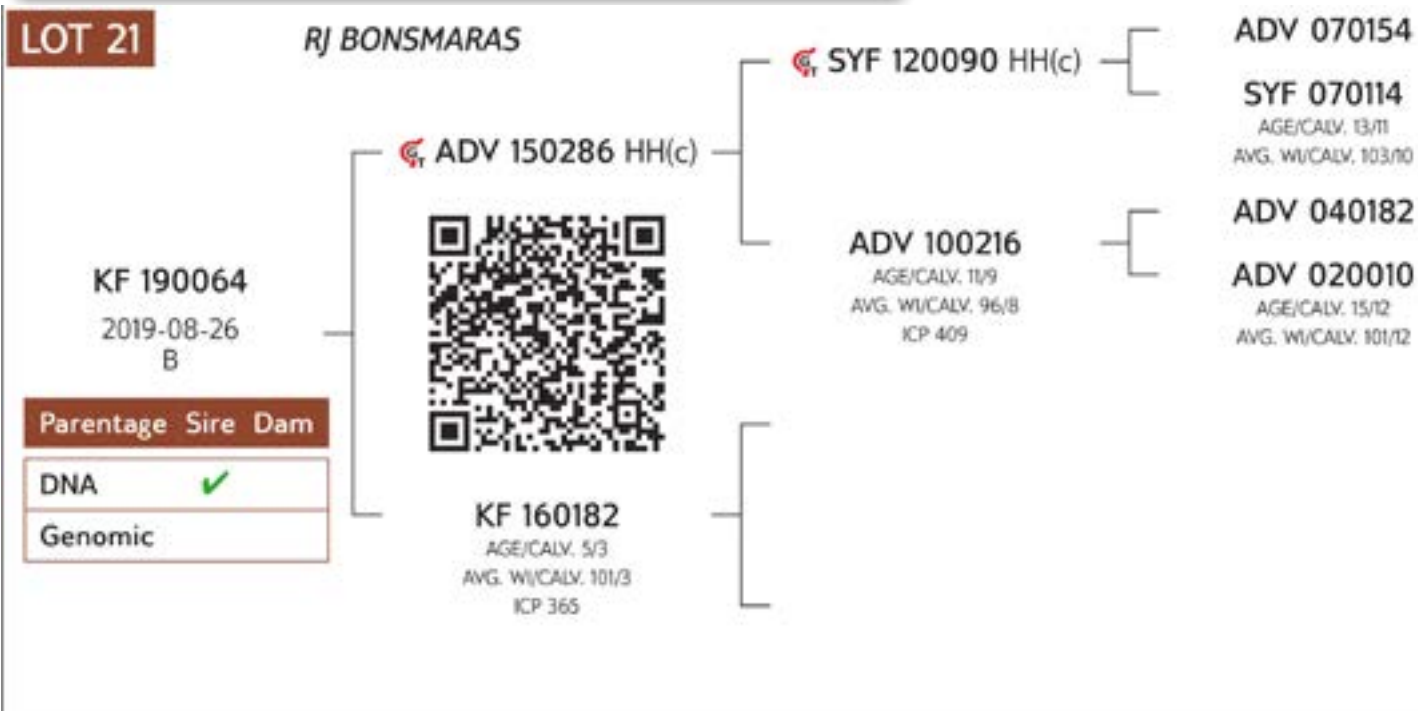 LOT 21
RJ BONSMARAS
KF 190064
2019-08-26
B
Parentage Sire Dam
DNA ✔
Genomic
ADV 150286 HH(c)
KF 160182
AGE/CALV. 5/3
AVG. WI/CALV. 101/3
ICP 365
SYF 120090 HH(c)
ADV 100216
AGE/CALV. 11/9
AVG. WI/CALV. 96/8
ICP 409
ADV 070154
SYF 070114
AGE/CALV. 13/11
AVG. WI/CALV. 103/10
ADV 040182
ADV 020010
AGE/CALV. 15/12
AVG. WI/CALV. 101/12